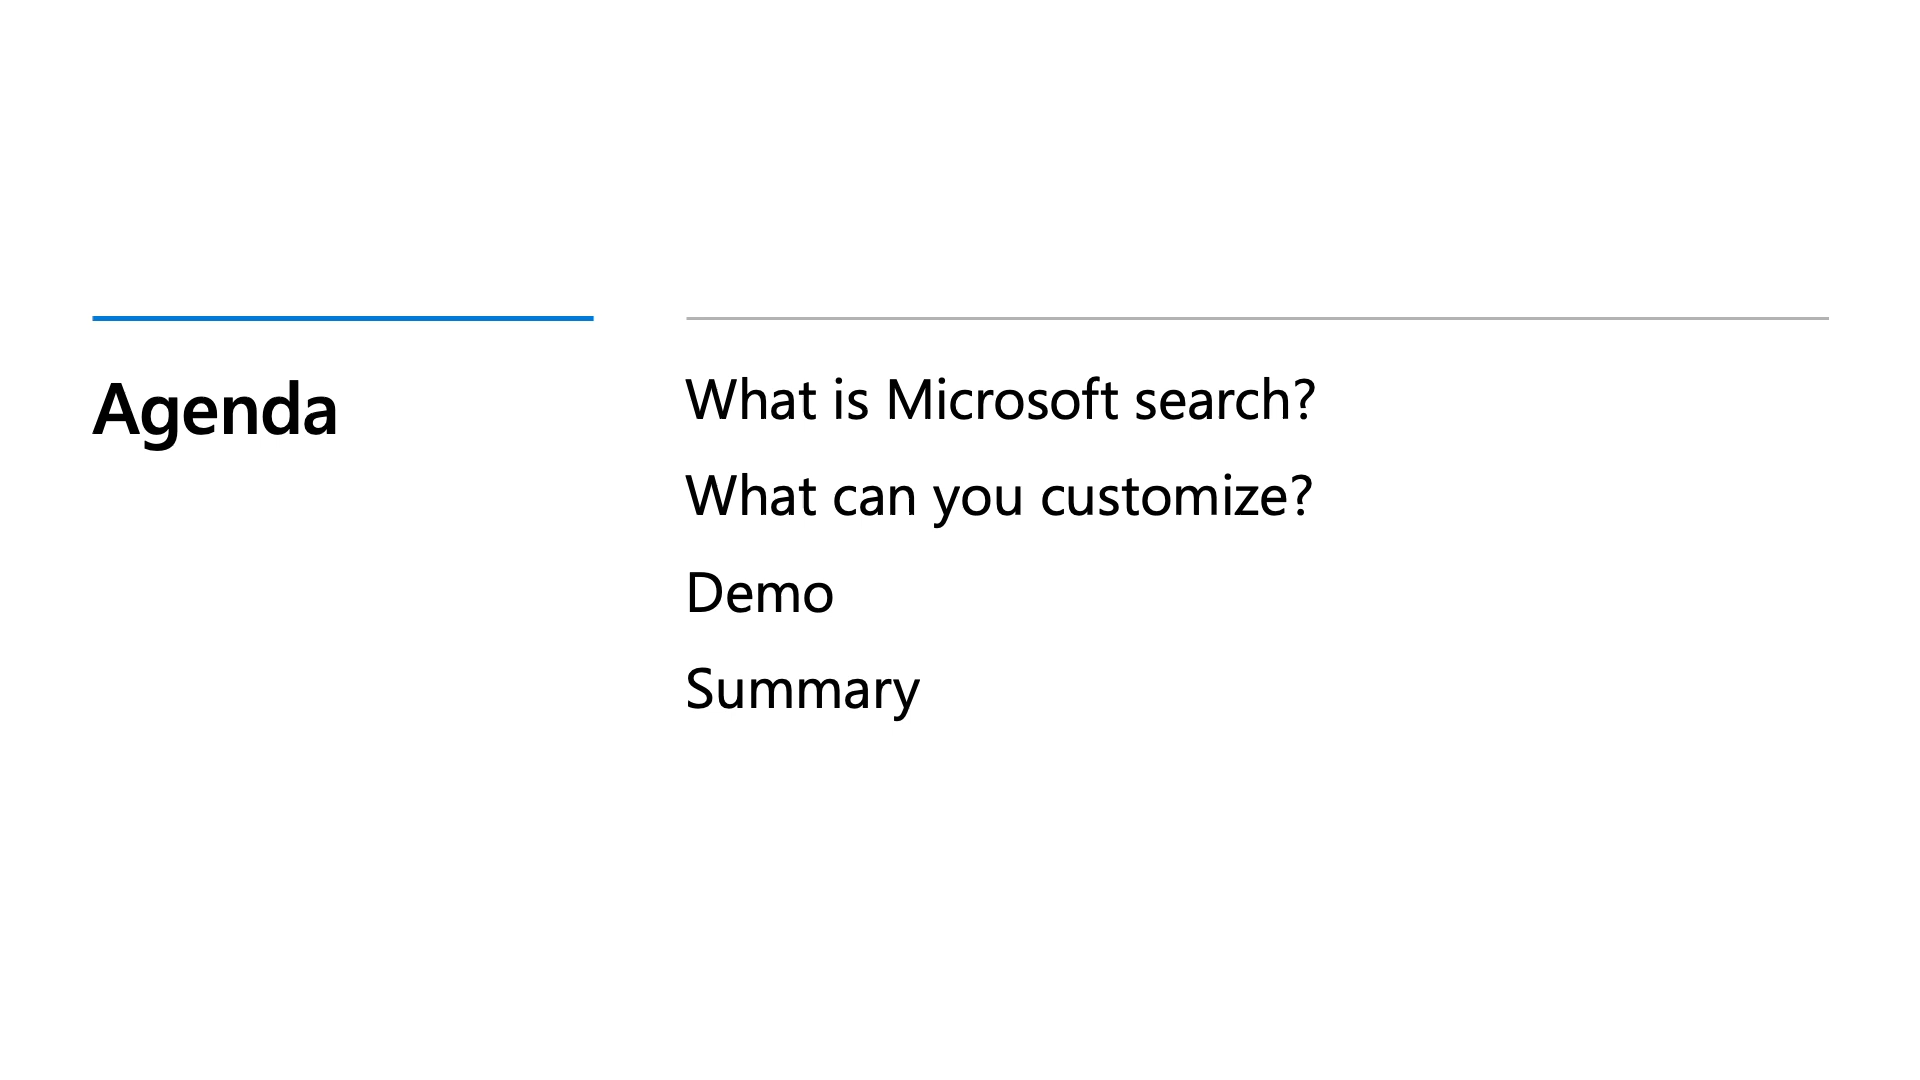 Agenda
What is Microsoft search?
What can you customize?
Demo
Summary